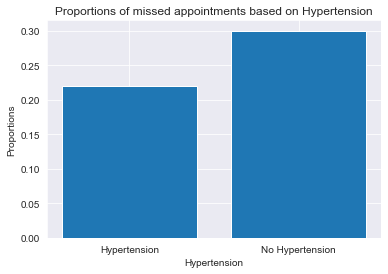 Proportions of missed appointments based on Hypertension
0.30
0.25
0.20
0.15
0.10
0.05
0.00
Proportions
Hypertension
No Hypertension
Hypertension